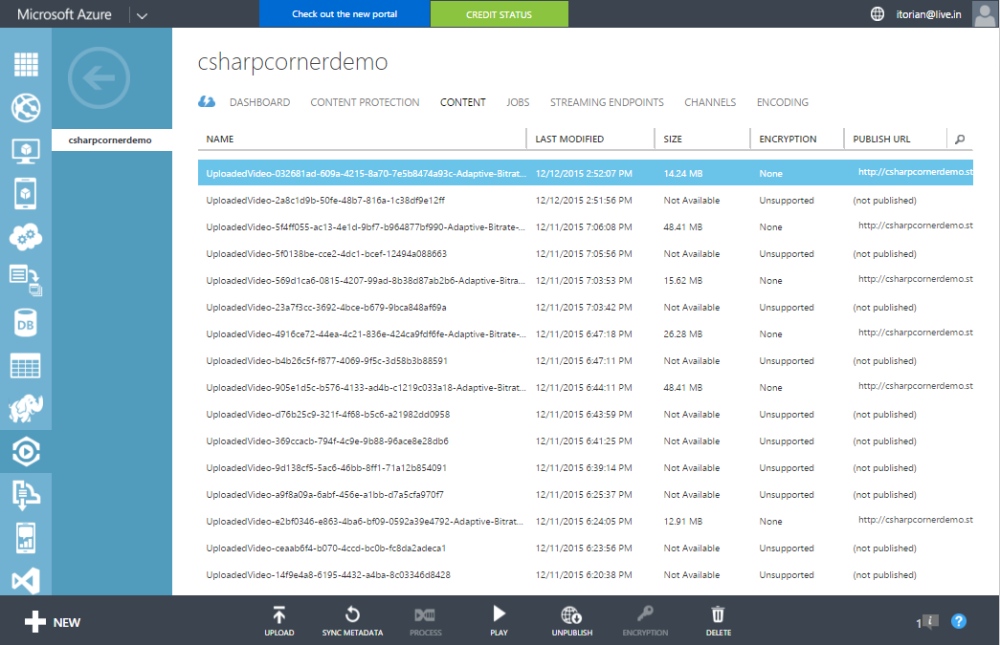 Microsoft Azure Check out the new portal CREDIT STATUS itorian@live.in
csharpcornerdemo
csharpcornerdemo
DASHBOARD CONTENT PROTECTION CONTENT JOBS STREAMING ENDPOINTS CHANNELS ENCODING
NAME LAST MODIFIED SIZE ENCRYPTION PUBLISH URL
UploadedVideo-032681ad-609a-4215-8a70-7e5b8474a93c-Adaptive-Bitrat... 12/12/2015 2:52:07 PM 14.24 MB None http://csharpcornerdemo.st
UploadedVideo-2a8c1d9b-50fe-48b7-816a-1c38df9e12ff 12/12/2015 2:51:56 PM Not Available Unsupported (not published)
UploadedVideo-5f4ff055-ac13-4e1d-9bf7-b964877bf990-Adaptive-Bitrate-... 12/11/2015 7:06:08 PM 48.41 MB None http://csharpcornerdemo.st
UploadedVideo-5f0138be-cce2-4dc1-bcef-12494a088663 12/11/2015 7:05:56 PM Not Available Unsupported (not published)
UploadedVideo-569d1ca6-0815-4207-99ad-8b38d87ab2b6-Adaptive-Bitra... 12/11/2015 7:03:53 PM 15.62 MB None http://csharpcornerdemo.st
UploadedVideo-23a7f3cc-3692-4bce-b679-9bca848af69a 12/11/2015 7:03:42 PM Not Available Unsupported (not published)
UploadedVideo-4916ce72-44ea-4c21-836e-424ca9fdf6fe-Adaptive-Bitrate-... 12/11/2015 6:47:18 PM 26.28 MB None http://csharpcornerdemo.st
UploadedVideo-b4b26c5f-f877-4069-9f5c-3d58b3b88591 12/11/2015 6:47:11 PM Not Available Unsupported (not published)
UploadedVideo-905e1d5c-b576-4133-ad4b-c1219c033a18-Adaptive-Bitrat... 12/11/2015 6:44:11 PM 48.41 MB None http://csharpcornerdemo.st
UploadedVideo-d76b25c9-321f-4f68-b5c6-a21982dd0958 12/11/2015 6:43:59 PM Not Available Unsupported (not published)
UploadedVideo-369ccacb-794f-4c9e-9b88-96ace8e28db6 12/11/2015 6:41:25 PM Not Available Unsupported (not published)
UploadedVideo-9d138cf5-5ac6-46bb-8ff1-71a12b854091 12/11/2015 6:39:14 PM Not Available Unsupported (not published)
UploadedVideo-a9f8a09a-6abf-456e-a1bb-d7a5cfa970f7 12/11/2015 6:25:37 PM Not Available Unsupported (not published)
UploadedVideo-e2bf0346-e863-4ba6-bf09-0592a39e4792-Adaptive-Bitrat... 12/11/2015 6:24:05 PM 12.91 MB None http://csharpcornerdemo.st
UploadedVideo-ceaab6f4-b070-4ccd-bc0b-fc8da2adeca1 12/11/2015 6:23:56 PM Not Available Unsupported (not published)
UploadedVideo-14f9e4a8-6195-4432-a4ba-8c03346d8428 12/11/2015 6:20:38 PM Not Available Unsupported (not published)
DB
NEW UPLOAD SYNC METADATA PROCESS PLAY UNPUBLISH ENCRYPTION DELETE 1 i ?